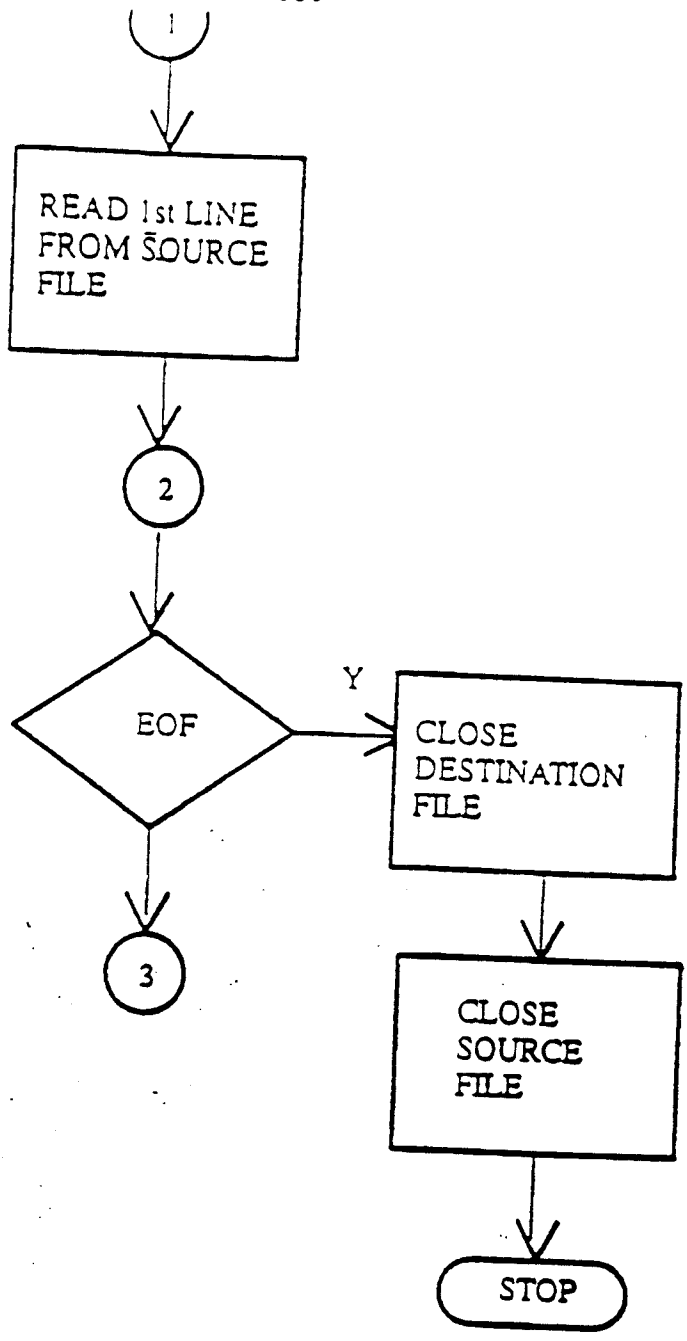 1
READ 1st LINE
FROM SOURCE
FILE
2
EOF
Y
CLOSE
DESTINATION
FILE
3
CLOSE
SOURCE
FILE
STOP